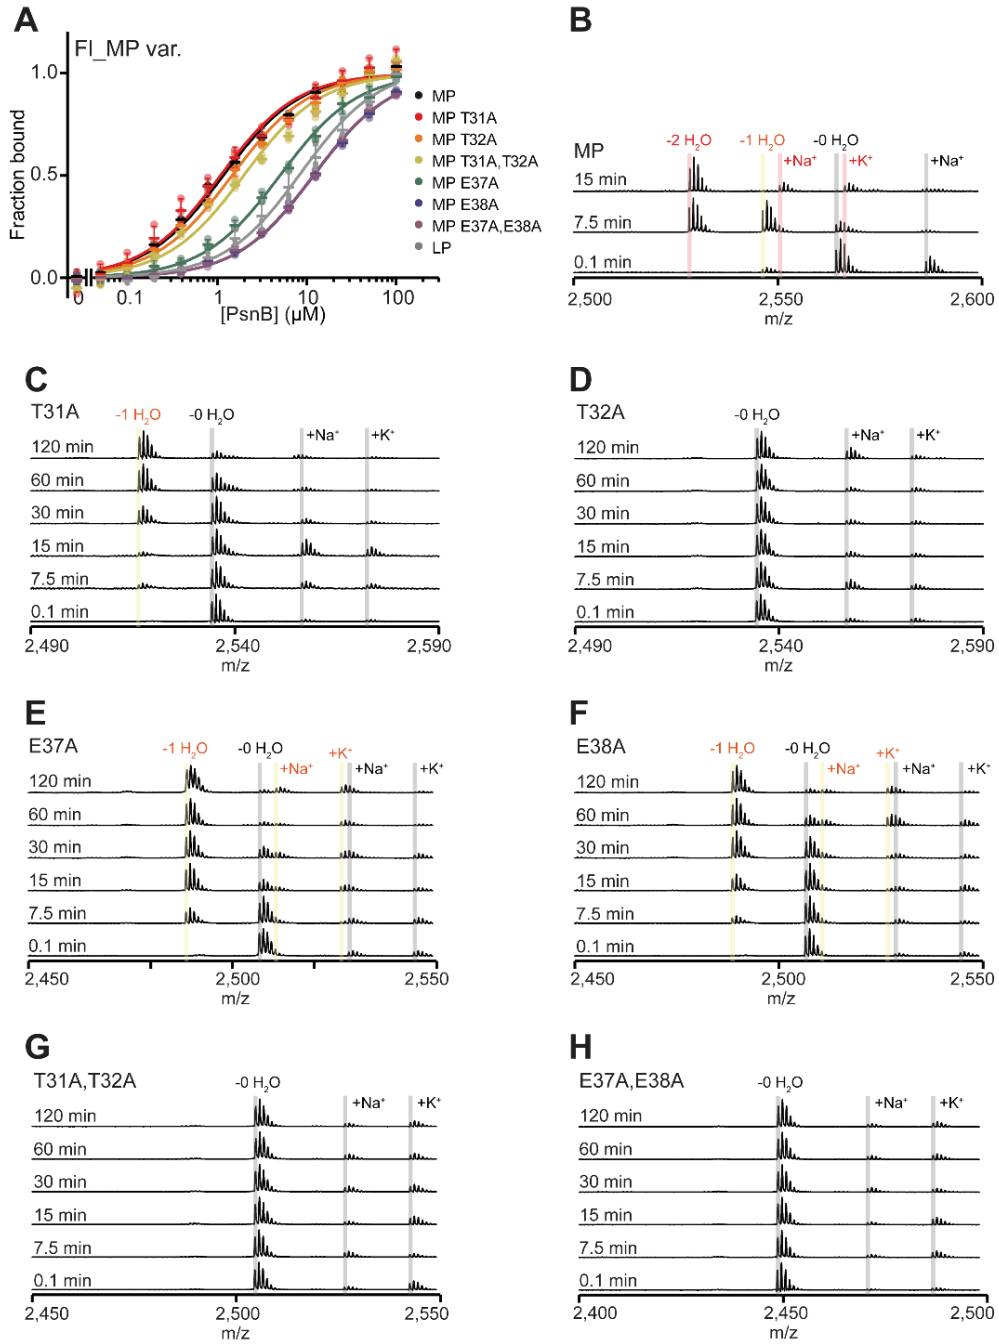 A
Fl_MP var.
Fraction bound
1.0
0.5
0.0
0 0.1 1 10 100
[PsnB] (µM)
MP
MP T31A
MP T32A
MP T31A,T32A
MP E37A
MP E38A
MP E37A,E38A
LP
B
MP
-2 H₂O -1 H₂O -0 H₂O
+Na⁺ +K⁺ +Na⁺
15 min
7.5 min
0.1 min
2,500 2,550 2,600
m/z
C
T31A
-1 H₂O -0 H₂O
+Na⁺ +K⁺
120 min
60 min
30 min
15 min
7.5 min
0.1 min
2,490 2,540 2,590
m/z
D
T32A
-0 H₂O
+Na⁺ +K⁺
120 min
60 min
30 min
15 min
7.5 min
0.1 min
2,490 2,540 2,590
m/z
E
E37A
-1 H₂O -0 H₂O +K⁺
+Na⁺ +Na⁺ +K⁺
120 min
60 min
30 min
15 min
7.5 min
0.1 min
2,450 2,500 2,550
m/z
F
E38A
-1 H₂O -0 H₂O +K⁺
+Na⁺ +Na⁺ +K⁺
120 min
60 min
30 min
15 min
7.5 min
0.1 min
2,450 2,500 2,550
m/z
G
T31A,T32A
-0 H₂O
+Na⁺ +K⁺
120 min
60 min
30 min
15 min
7.5 min
0.1 min
2,450 2,500 2,550
m/z
H
E37A,E38A
-0 H₂O
+Na⁺ +K⁺
120 min
60 min
30 min
15 min
7.5 min
0.1 min
2,400 2,450 2,500
m/z